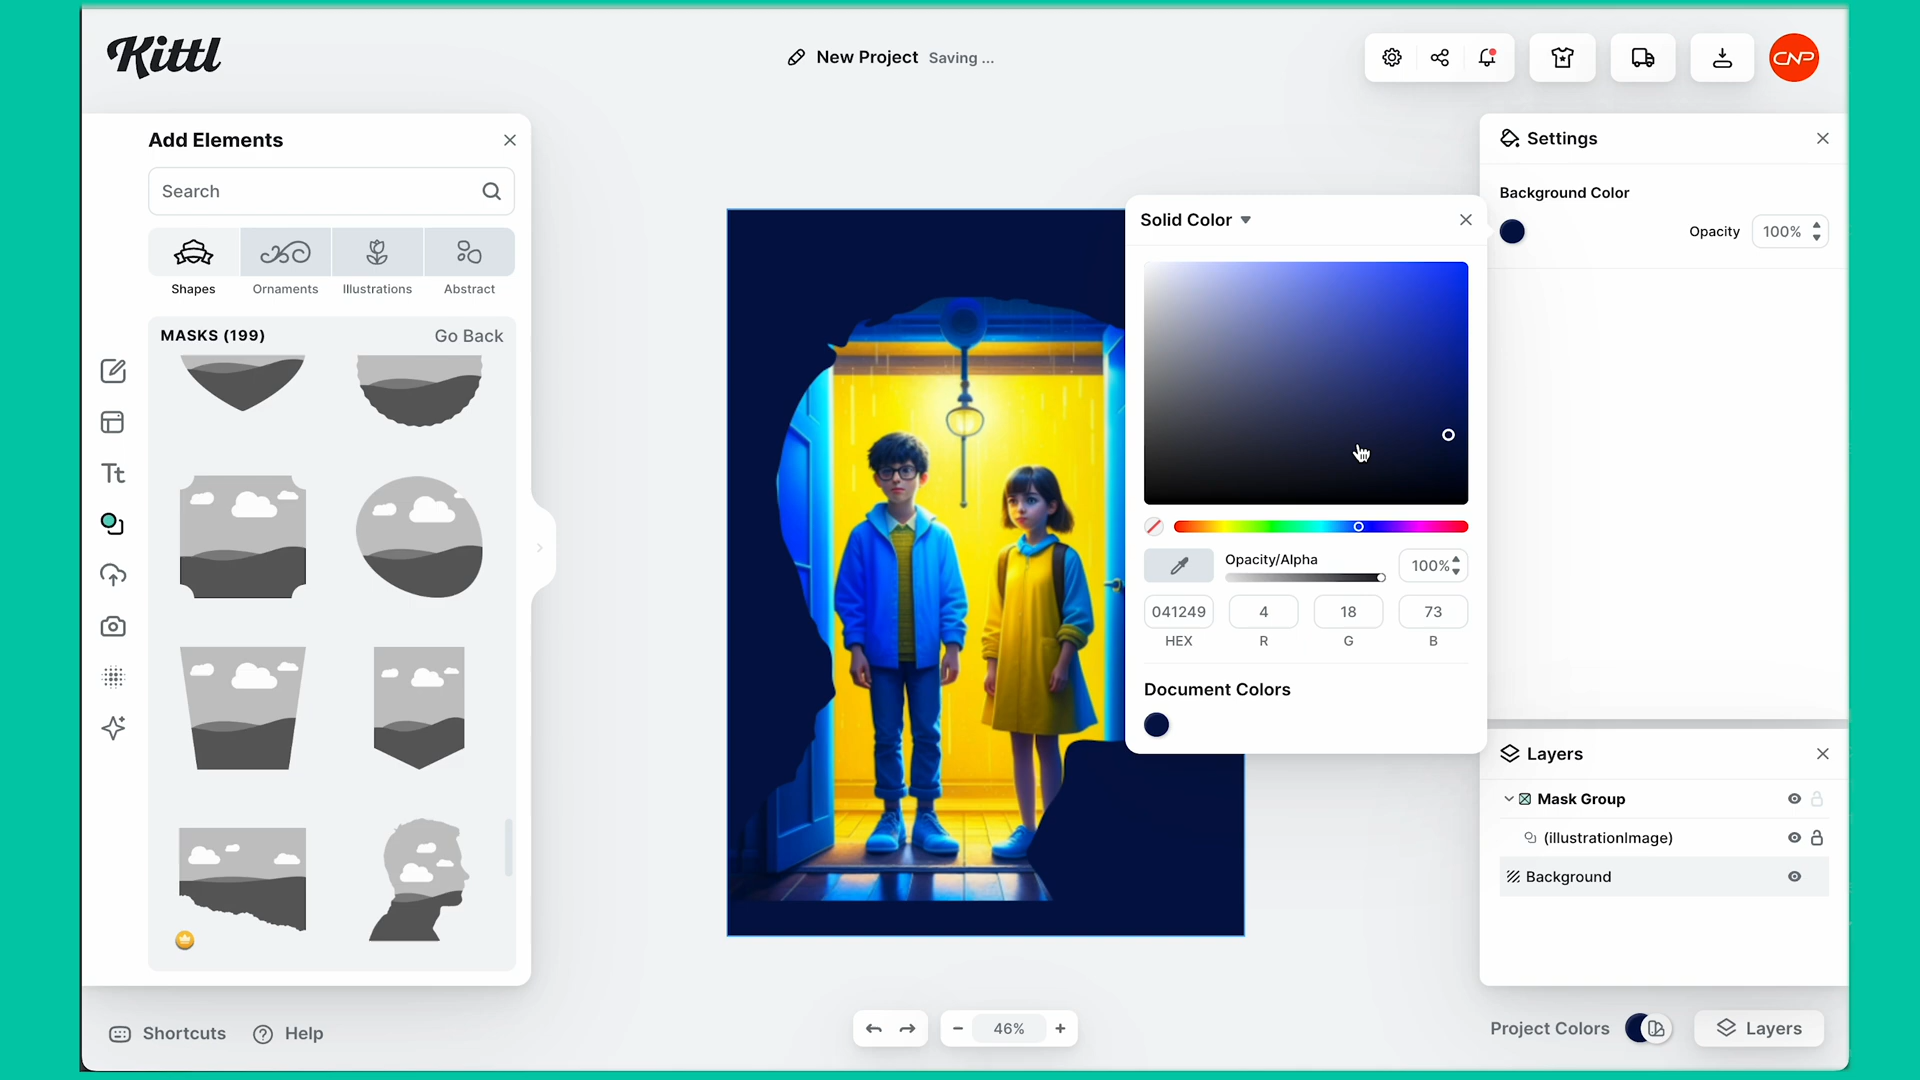 Kittl
New Project Saving ...
CNP
Add Elements
Search
Shapes
Ornaments
Illustrations
Abstract
MASKS (199)
Go Back
Tt
Solid Color
Opacity/Alpha
100%
041249
4
18
73
HEX
R
G
B
Document Colors
Settings
Background Color
Opacity
100%
Layers
Mask Group
(illustrationImage)
Background
Shortcuts
Help
46%
Project Colors
Layers